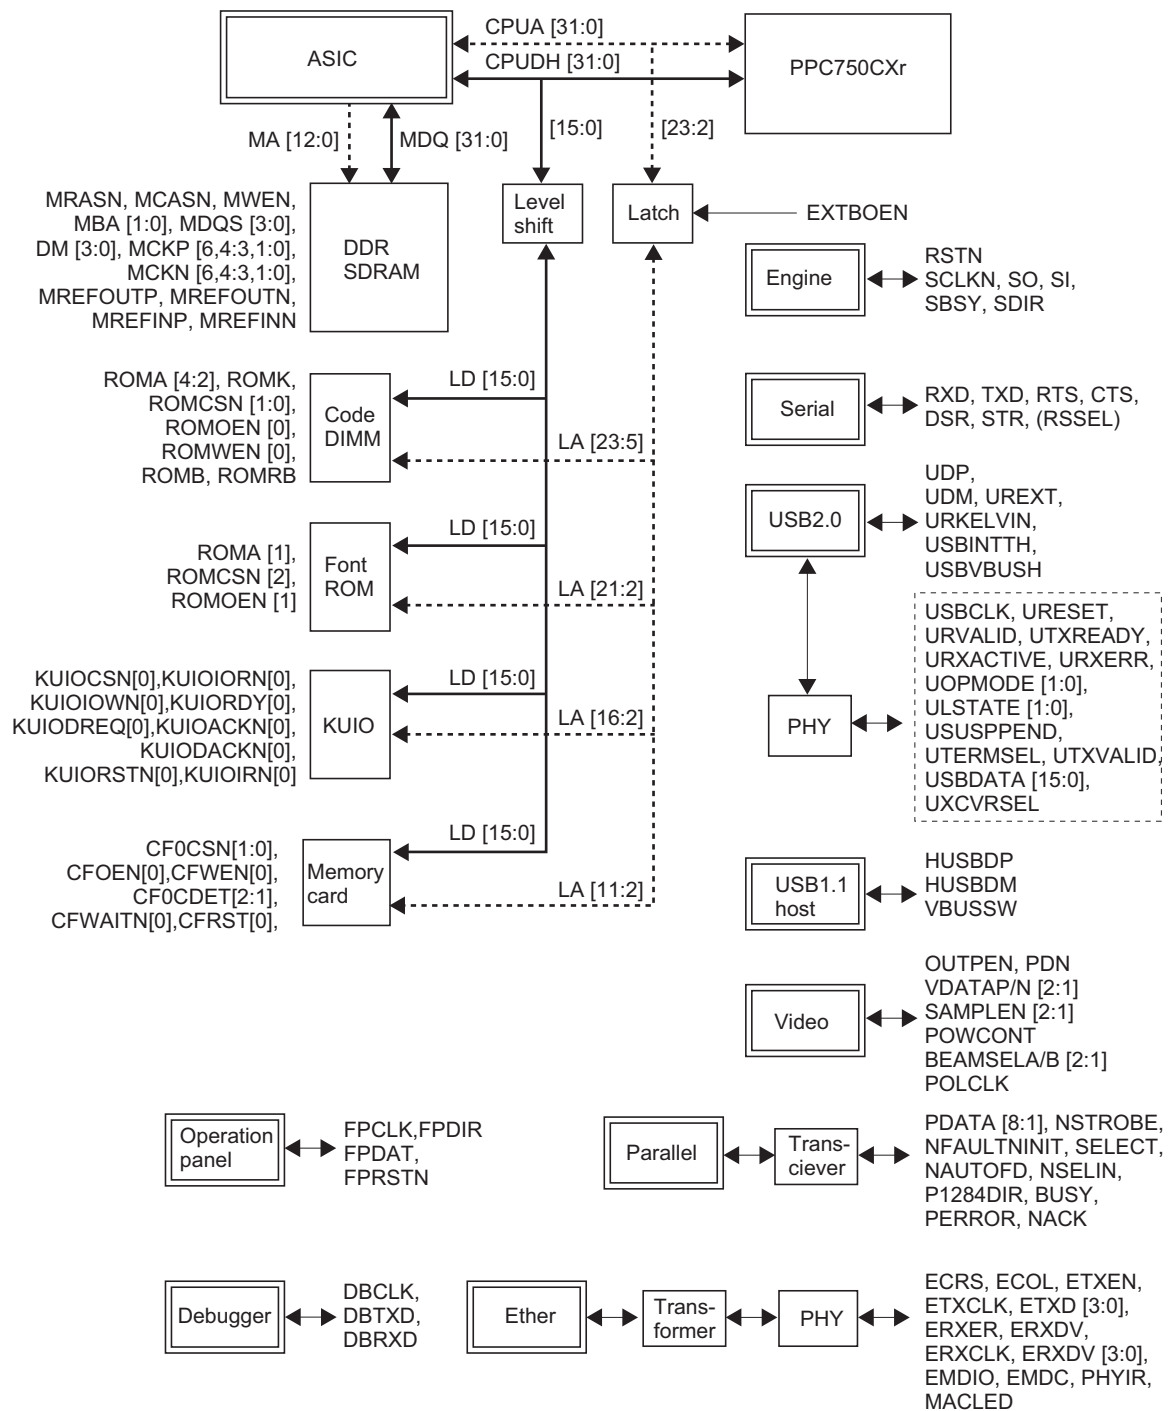 CPUA [31:0]
ASIC
CPUDH [31:0]
PPC750CXr
MA [12:0]
MDQ [31:0]
[15:0]
[23:2]
MRASN, MCASN, MWEN,
MBA [1:0], MDQS [3:0],
DM [3:0], MCKP [6,4:3,1:0],
MCKN [6,4:3,1:0],
MREFOUTP, MREFOUTN,
MREFINP, MREFINN
DDR
SDRAM
Level
shift
Latch
EXTBOEN
Engine
RSTN
SCLKN, SO, SI,
SBSY, SDIR
ROMA [4:2], ROMK,
ROMCSN [1:0],
ROMOEN [0],
ROMWEN [0],
ROMB, ROMRB
Code
DIMM
LD [15:0]
LA [23:5]
Serial
RXD, TXD, RTS, CTS,
DSR, STR, (RSSEL)
USB2.0
UDP,
UDM, UREXT,
URKELVIN,
USBINTTH,
USBVBUSH
ROMA [1],
ROMCSN [2],
ROMOEN [1]
Font
ROM
LD [15:0]
LA [21:2]
PHY
USBCLK, URESET,
URVALID, UTXREADY,
URXACTIVE, URXERR,
UOPMODE [1:0],
ULSTATE [1:0],
USUSPPEND,
UTERMSEL, UTXVALID,
USBDATA [15:0],
UXCVRSEL
KUIOCSN[0],KUIOIORN[0],
KUIOIOWN[0],KUIORDY[0],
KUIODREQ[0],KUIOACKN[0],
KUIODACKN[0],
KUIORSTN[0],KUIOIRN[0]
KUIO
LD [15:0]
LA [16:2]
CF0CSN[1:0],
CFOEN[0],CFWEN[0],
CF0CDET[2:1],
CFWAITN[0],CFRST[0],
Memory
card
LD [15:0]
LA [11:2]
USB1.1
host
HUSBDP
HUSBDM
VBUSSW
Video
OUTPEN, PDN
VDATAP/N [2:1]
SAMPLEN [2:1]
POWCONT
BEAMSELA/B [2:1]
POLCLK
Operation
panel
FPCLK,FPDIR
FPDAT,
FPRSTN
Parallel
Trans-
ciever
PDATA [8:1], NSTROBE,
NFAULTNINIT, SELECT,
NAUTOFD, NSELIN,
P1284DIR, BUSY,
PERROR, NACK
Debugger
DBCLK,
DBTXD,
DBRXD
Ether
Trans-
former
PHY
ECRS, ECOL, ETXEN,
ETXCLK, ETXD [3:0],
ERXER, ERXDV,
ERXCLK, ERXDV [3:0],
EMDIO, EMDC, PHYIR,
MACLED